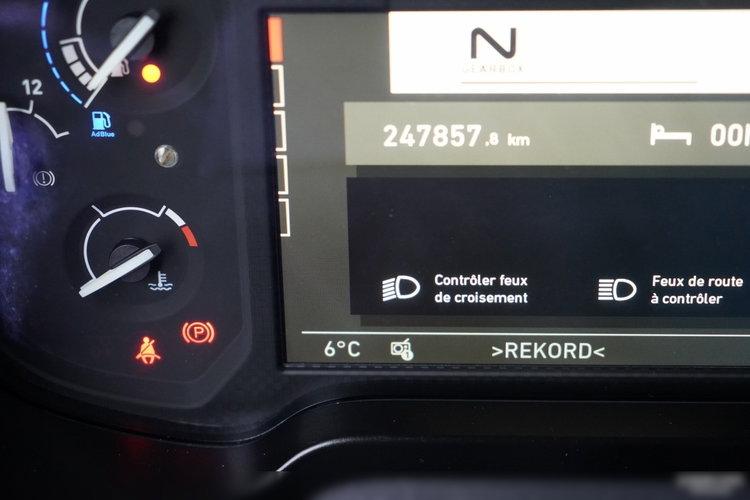 N
GEARBOX
12
247857,8 km
00
AdBlue
P
Contrôler feux
de croisement
Feux de route
à contrôler
6°C
>REKORD<